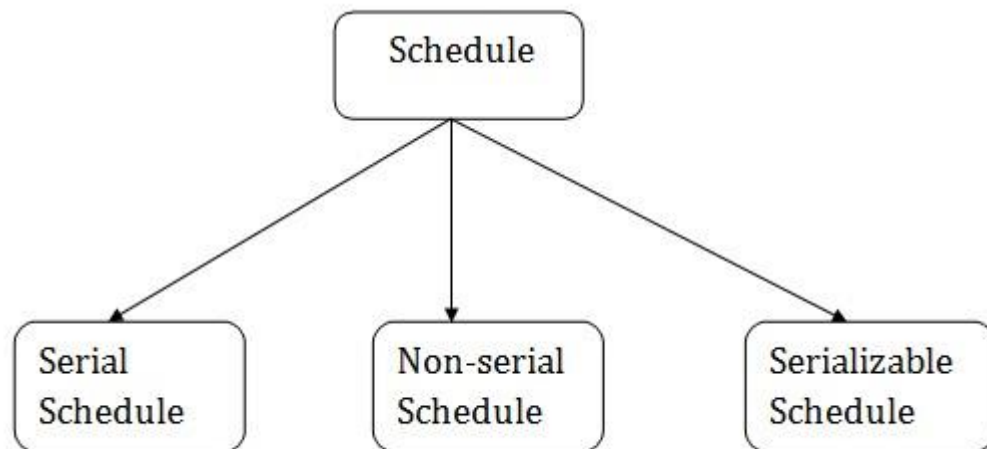 Schedule
Serial
Schedule
Non-serial
Schedule
Serializable
Schedule